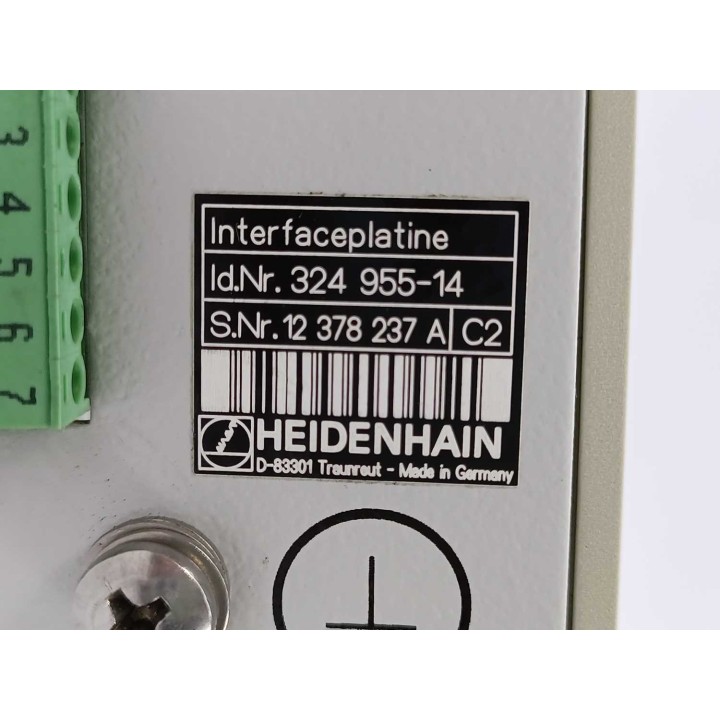 3
4
5
6
7
Interfaceplatine
Id.Nr. 324 955-14
S.Nr. 12 378 237 A C2
HEIDENHAIN
D-83301 Traunreut - Made in Germany